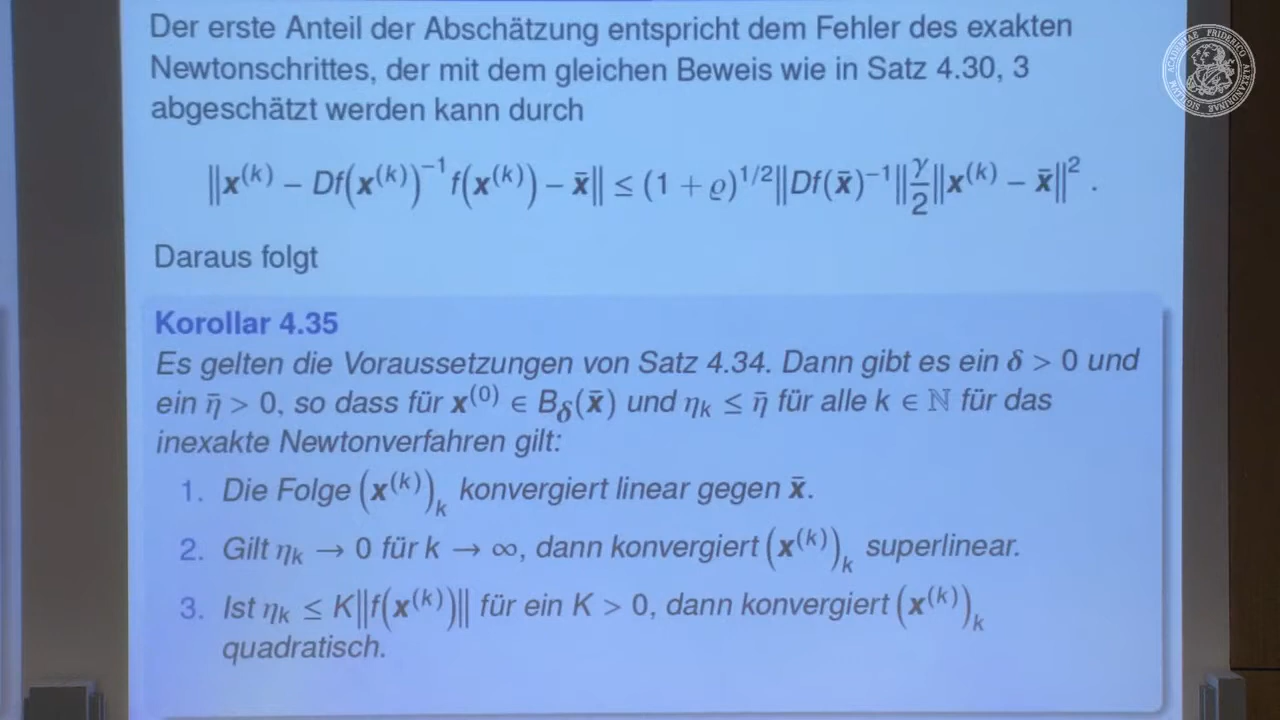 Der erste Anteil der Abschätzung entspricht dem Fehler des exakten
Newtonschrittes, der mit dem gleichen Beweis wie in Satz 4.30, 3
abgeschätzt werden kann durch
‖x^(k) − Df(x^(k))^−1 f(x^(k)) − x̄‖ ≤ (1 + ϱ)^1/2 ‖Df(x̄)^−1‖ γ/2 ‖x^(k) − x̄‖^2 .
Daraus folgt
Korollar 4.35
Es gelten die Voraussetzungen von Satz 4.34. Dann gibt es ein δ > 0 und
ein η̄ > 0, so dass für x^(0) ∈ B_δ(x̄) und η_k ≤ η̄ für alle k ∈ ℕ für das
inexakte Newtonverfahren gilt:
1. Die Folge (x^(k))_k konvergiert linear gegen x̄.
2. Gilt η_k → 0 für k → ∞, dann konvergiert (x^(k))_k superlinear.
3. Ist η_k ≤ K‖f(x^(k))‖ für ein K > 0, dann konvergiert (x^(k))_k
quadratisch.
ACADEMIAE FRIDERICO ALEXANDRINAE SIGILLUM